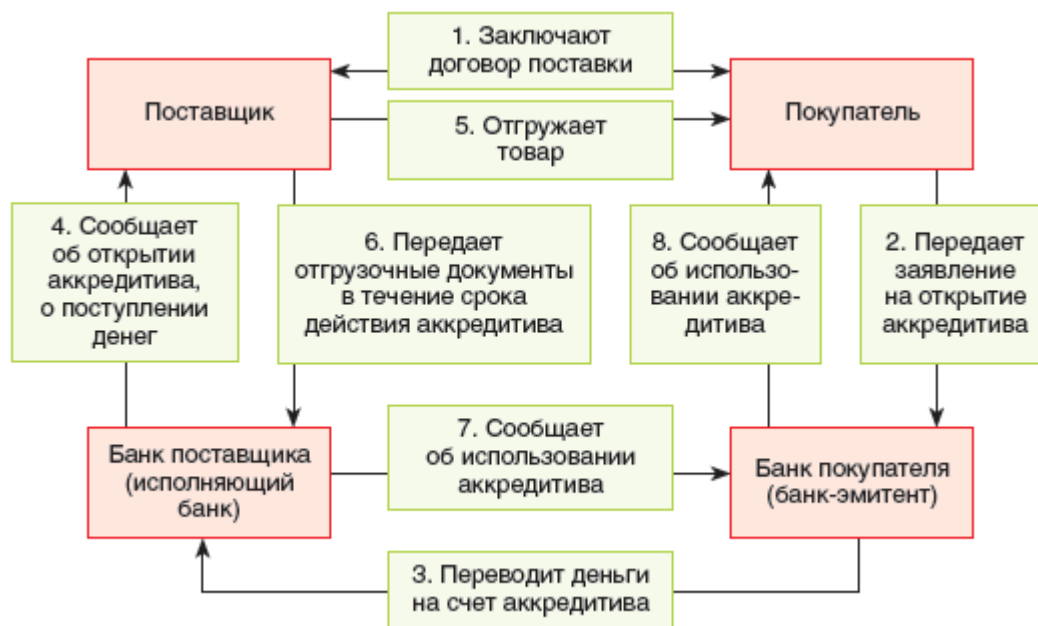 1. Заключают
договор поставки
Поставщик
Покупатель
5. Отгружает
товар
4. Сообщает
об открытии
аккредитива,
о поступлении
денег
6. Передает
отгрузочные документы
в течение срока
действия аккредитива
8. Сообщает
об использо-
вании аккре-
дитива
2. Передает
заявление
на открытие
аккредитива
Банк поставщика
(исполняющий
банк)
7. Сообщает
об использовании
аккредитива
Банк покупателя
(банк-эмитент)
3. Переводит деньги
на счет аккредитива